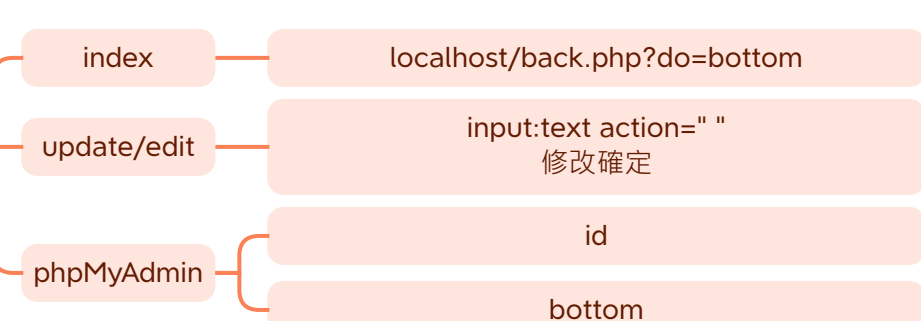 index
localhost/back.php?do=bottom
update/edit
input:text action=" "
修改確定
phpMyAdmin
id
bottom